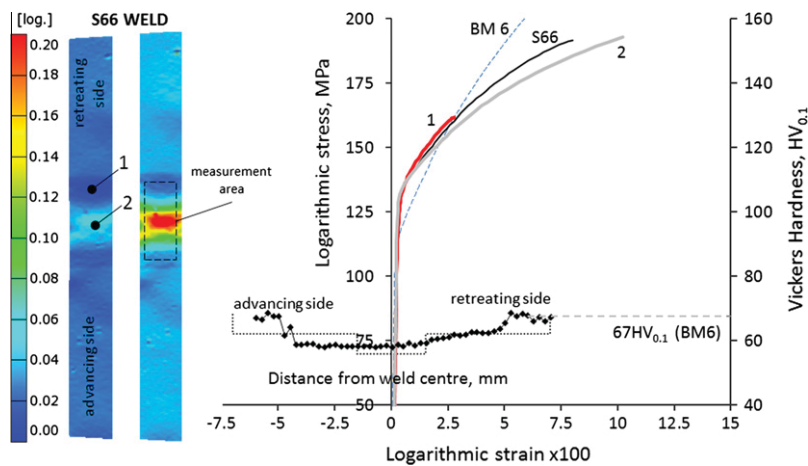 [log.]
S66 WELD
0.20
0.18
0.16
0.14
0.12
0.10
0.08
0.06
0.04
0.02
0.00
retreating
side
advancing side
1
2
measurement
area
Logarithmic stress, MPa
200
175
150
125
100
75
50
BM 6
S66
2
1
advancing side
retreating side
67HV0.1 (BM6)
Distance from weld centre, mm
-7.5
-5
-2.5
0
2.5
5
7.5
10
12.5
15
Logarithmic strain x100
160
140
120
100
80
60
40
Vickers Hardness, HV0.1